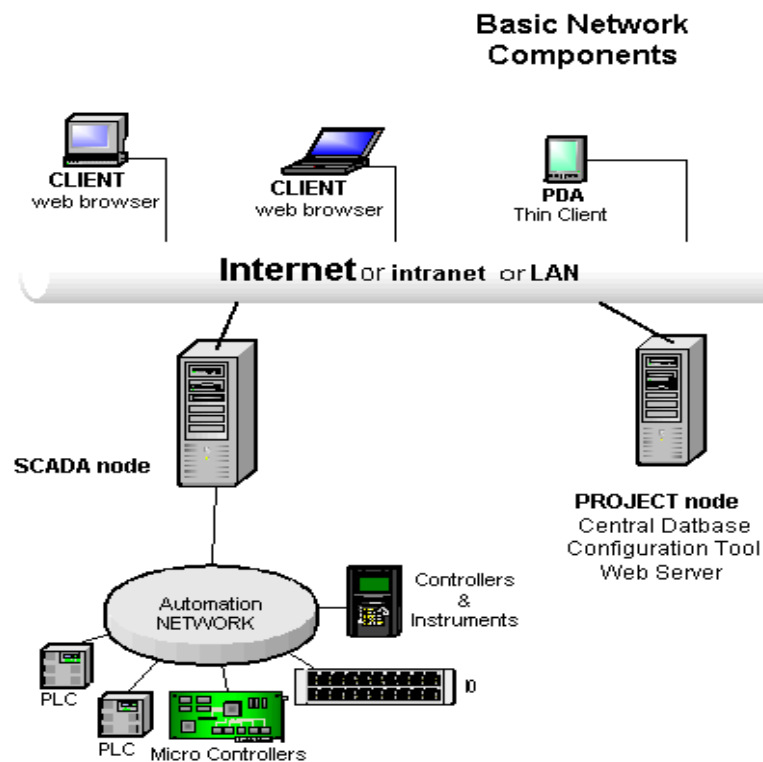 Basic Network
Components
CLIENT
web browser
CLIENT
web browser
PDA
Thin Client
Internet or intranet or LAN
SCADA node
PROJECT node
Central Datbase
Configuration Tool
Web Server
Automation
NETWORK
Controllers
&
Instruments
IO
PLC
PLC
Micro Controllers